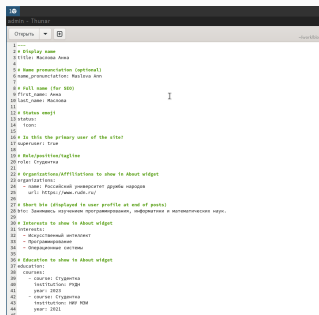 admin – Thunar
Открыть
1 ---
2 # Display name
3 title: Маслова Анна
4
5 # Name pronunciation (optional)
6 name_pronunciation: Maslova Ann
7
8 # Full name (for SEO)
9 first_name: Анна
10 last_name: Маслова
11
12 # Status emoji
13 status:
14 icon:
15
16 # Is this the primary user of the site?
17 superuser: true
18
19 # Role/position/tagline
20 role: Студентка
21
22 # Organizations/Affiliations to show in About widget
23 organizations:
24 - name: Российский университет дружбы народов
25 url: https://www.rudn.ru/
26
27 # Short bio (displayed in user profile at end of posts)
28 bio: Занимаюсь изучением программирования, информатики и математических наук.
29
30 # Interests to show in About widget
31 interests:
32 - Искусственный интеллект
33 - Программирование
34 - Операционные системы
35
36 # Education to show in About widget
37 education:
38 courses:
39 - course: Студентка
40 institution: РУДН
41 year: 2023
42 - course: Студентка
43 institution: НИУ МЭИ
44 year: 2021